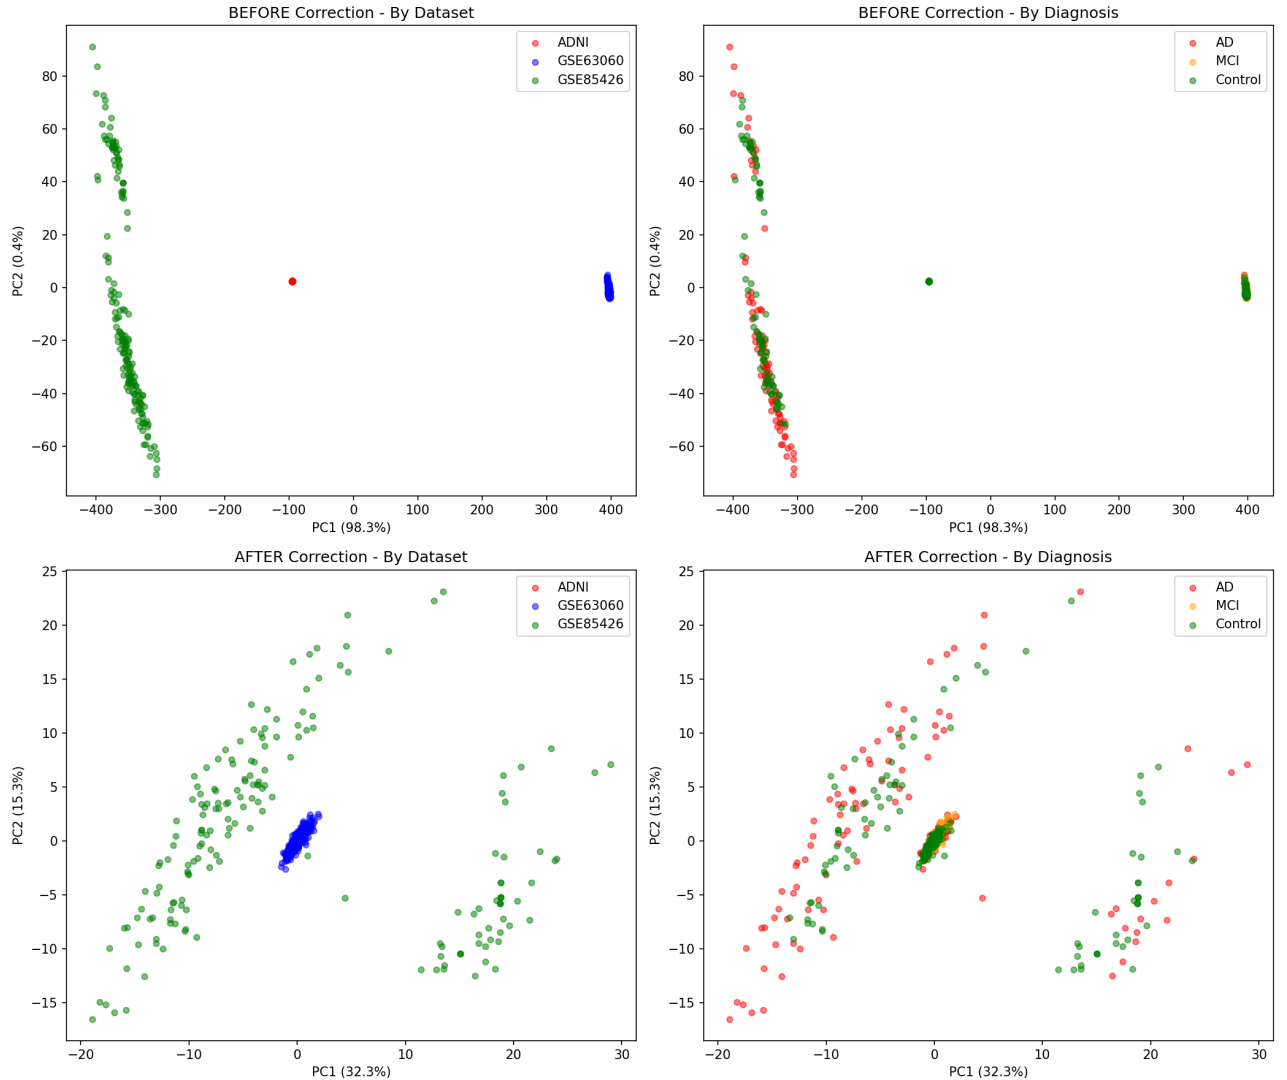 BEFORE Correction - By Dataset
PC2 (0.4%)
80
60
40
20
0
−20
−40
−60
−400
−300
−200
−100
0
100
200
300
400
PC1 (98.3%)
ADNI
GSE63060
GSE85426
BEFORE Correction - By Diagnosis
PC2 (0.4%)
80
60
40
20
0
−20
−40
−60
−400
−300
−200
−100
0
100
200
300
400
PC1 (98.3%)
AD
MCI
Control
AFTER Correction - By Dataset
PC2 (15.3%)
25
20
15
10
5
0
−5
−10
−15
−20
−10
0
10
20
30
PC1 (32.3%)
ADNI
GSE63060
GSE85426
AFTER Correction - By Diagnosis
PC2 (15.3%)
25
20
15
10
5
0
−5
−10
−15
−20
−10
0
10
20
30
PC1 (32.3%)
AD
MCI
Control